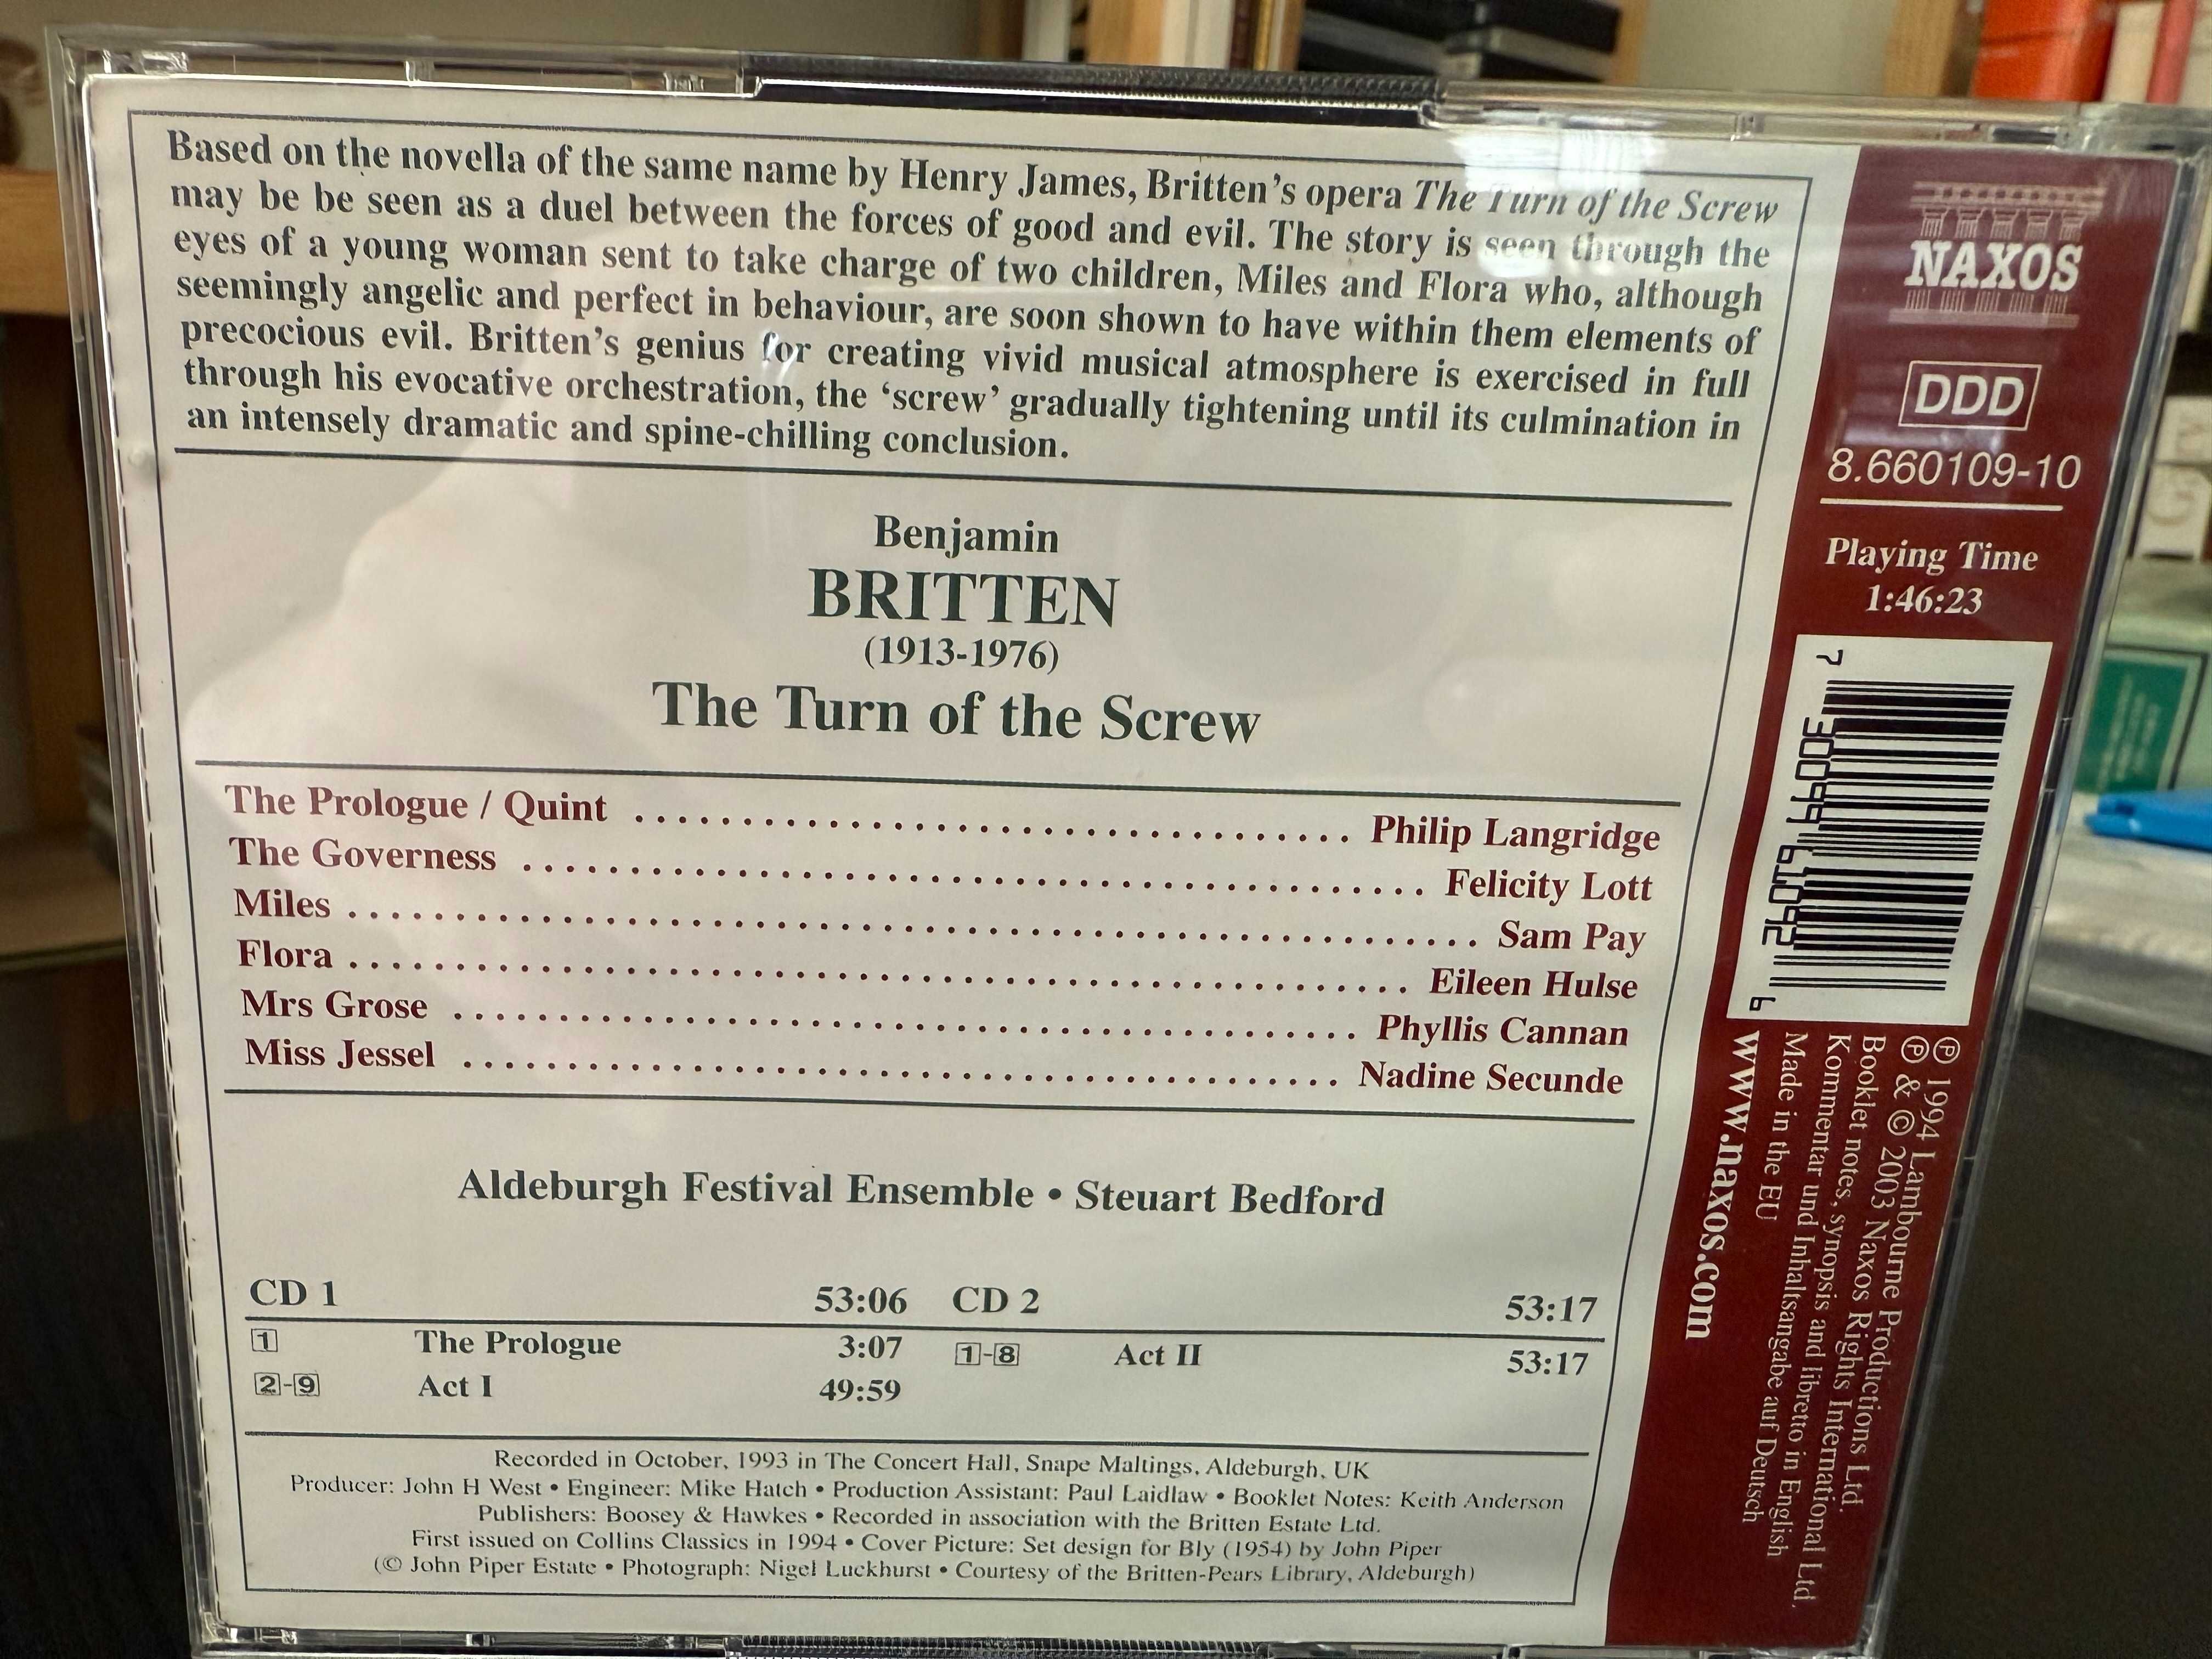 Based on the novella of the same name by Henry James, Britten's opera The Turn of the Screw
may be be seen as a duel between the forces of good and evil. The story is seen through the
eyes of a young woman sent to take charge of two children, Miles and Flora who, although
seemingly angelic and perfect in behaviour, are soon shown to have within them elements of
precocious evil. Britten's genius for creating vivid musical atmosphere is exercised in full
through his evocative orchestration, the ‘screw’ gradually tightening until its culmination in
an intensely dramatic and spine-chilling conclusion.
Benjamin
BRITTEN
(1913-1976)
The Turn of the Screw
The Prologue / Quint ........................................ Philip Langridge
The Governess ........................................ Felicity Lott
Miles ........................................ Sam Pay
Flora ........................................ Eileen Hulse
Mrs Grose ........................................ Phyllis Cannan
Miss Jessel ........................................ Nadine Secunde
Aldeburgh Festival Ensemble • Steuart Bedford
CD 1 53:06 CD 2 53:17
1 The Prologue 3:07 1-8 Act II 53:17
2-9 Act I 49:59
Recorded in October, 1993 in The Concert Hall, Snape Maltings, Aldeburgh, UK
Producer: John H West • Engineer: Mike Hatch • Production Assistant: Paul Laidlaw • Booklet Notes: Keith Anderson
Publishers: Boosey & Hawkes • Recorded in association with the Britten Estate Ltd.
First issued on Collins Classics in 1994 • Cover Picture: Set design for Bly (1954) by John Piper
(© John Piper Estate • Photograph: Nigel Luckhurst • Courtesy of the Britten-Pears Library, Aldeburgh)
NAXOS
DDD
8.660109-10
Playing Time
1:46:23
7 30099 61092 6
℗ 1994 Lambourne Productions Ltd.
℗ & © 2003 Naxos Rights International Ltd.
Booklet notes, synopsis and libretto in English
Kommentar und Inhaltsangabe auf Deutsch
Made in the EU
www.naxos.com